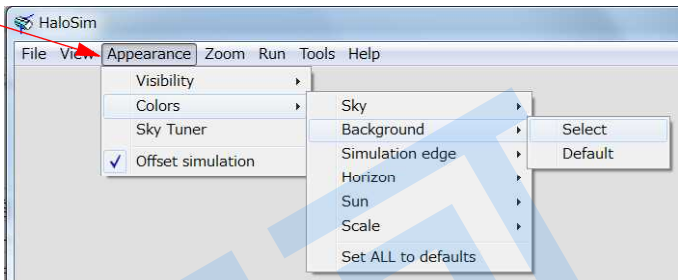 HaloSim
File View Appearance Zoom Run Tools Help
Visibility
Colors
Sky Tuner
Offset simulation
Sky
Background
Simulation edge
Horizon
Sun
Scale
Set ALL to defaults
Select
Default